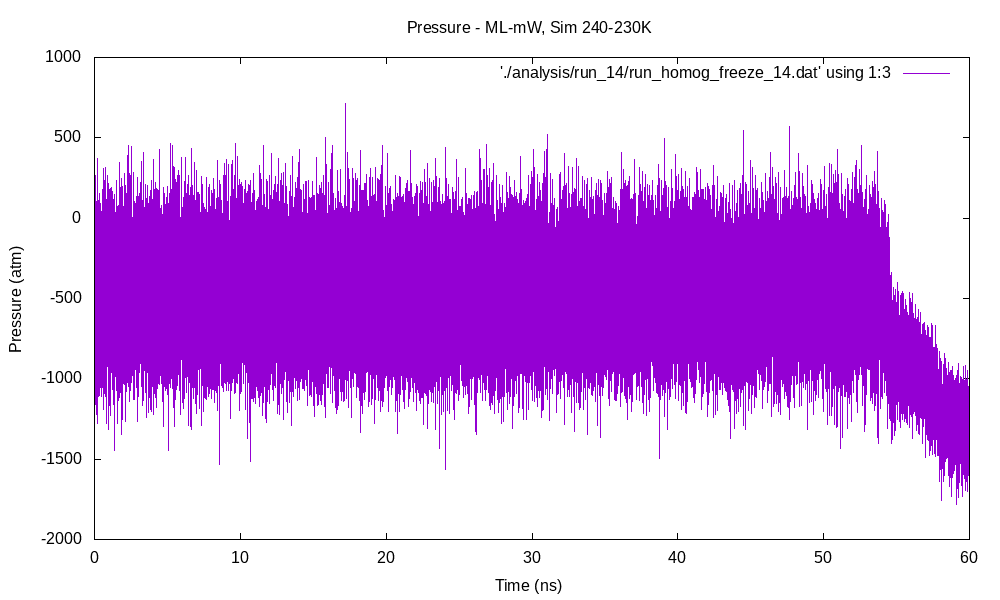 Pressure - ML-mW, Sim 240-230K
'./analysis/run_14/run_homog_freeze_14.dat' using 1:3
1000
500
0
-500
-1000
-1500
-2000
Pressure (atm)
0 10 20 30 40 50 60
Time (ns)